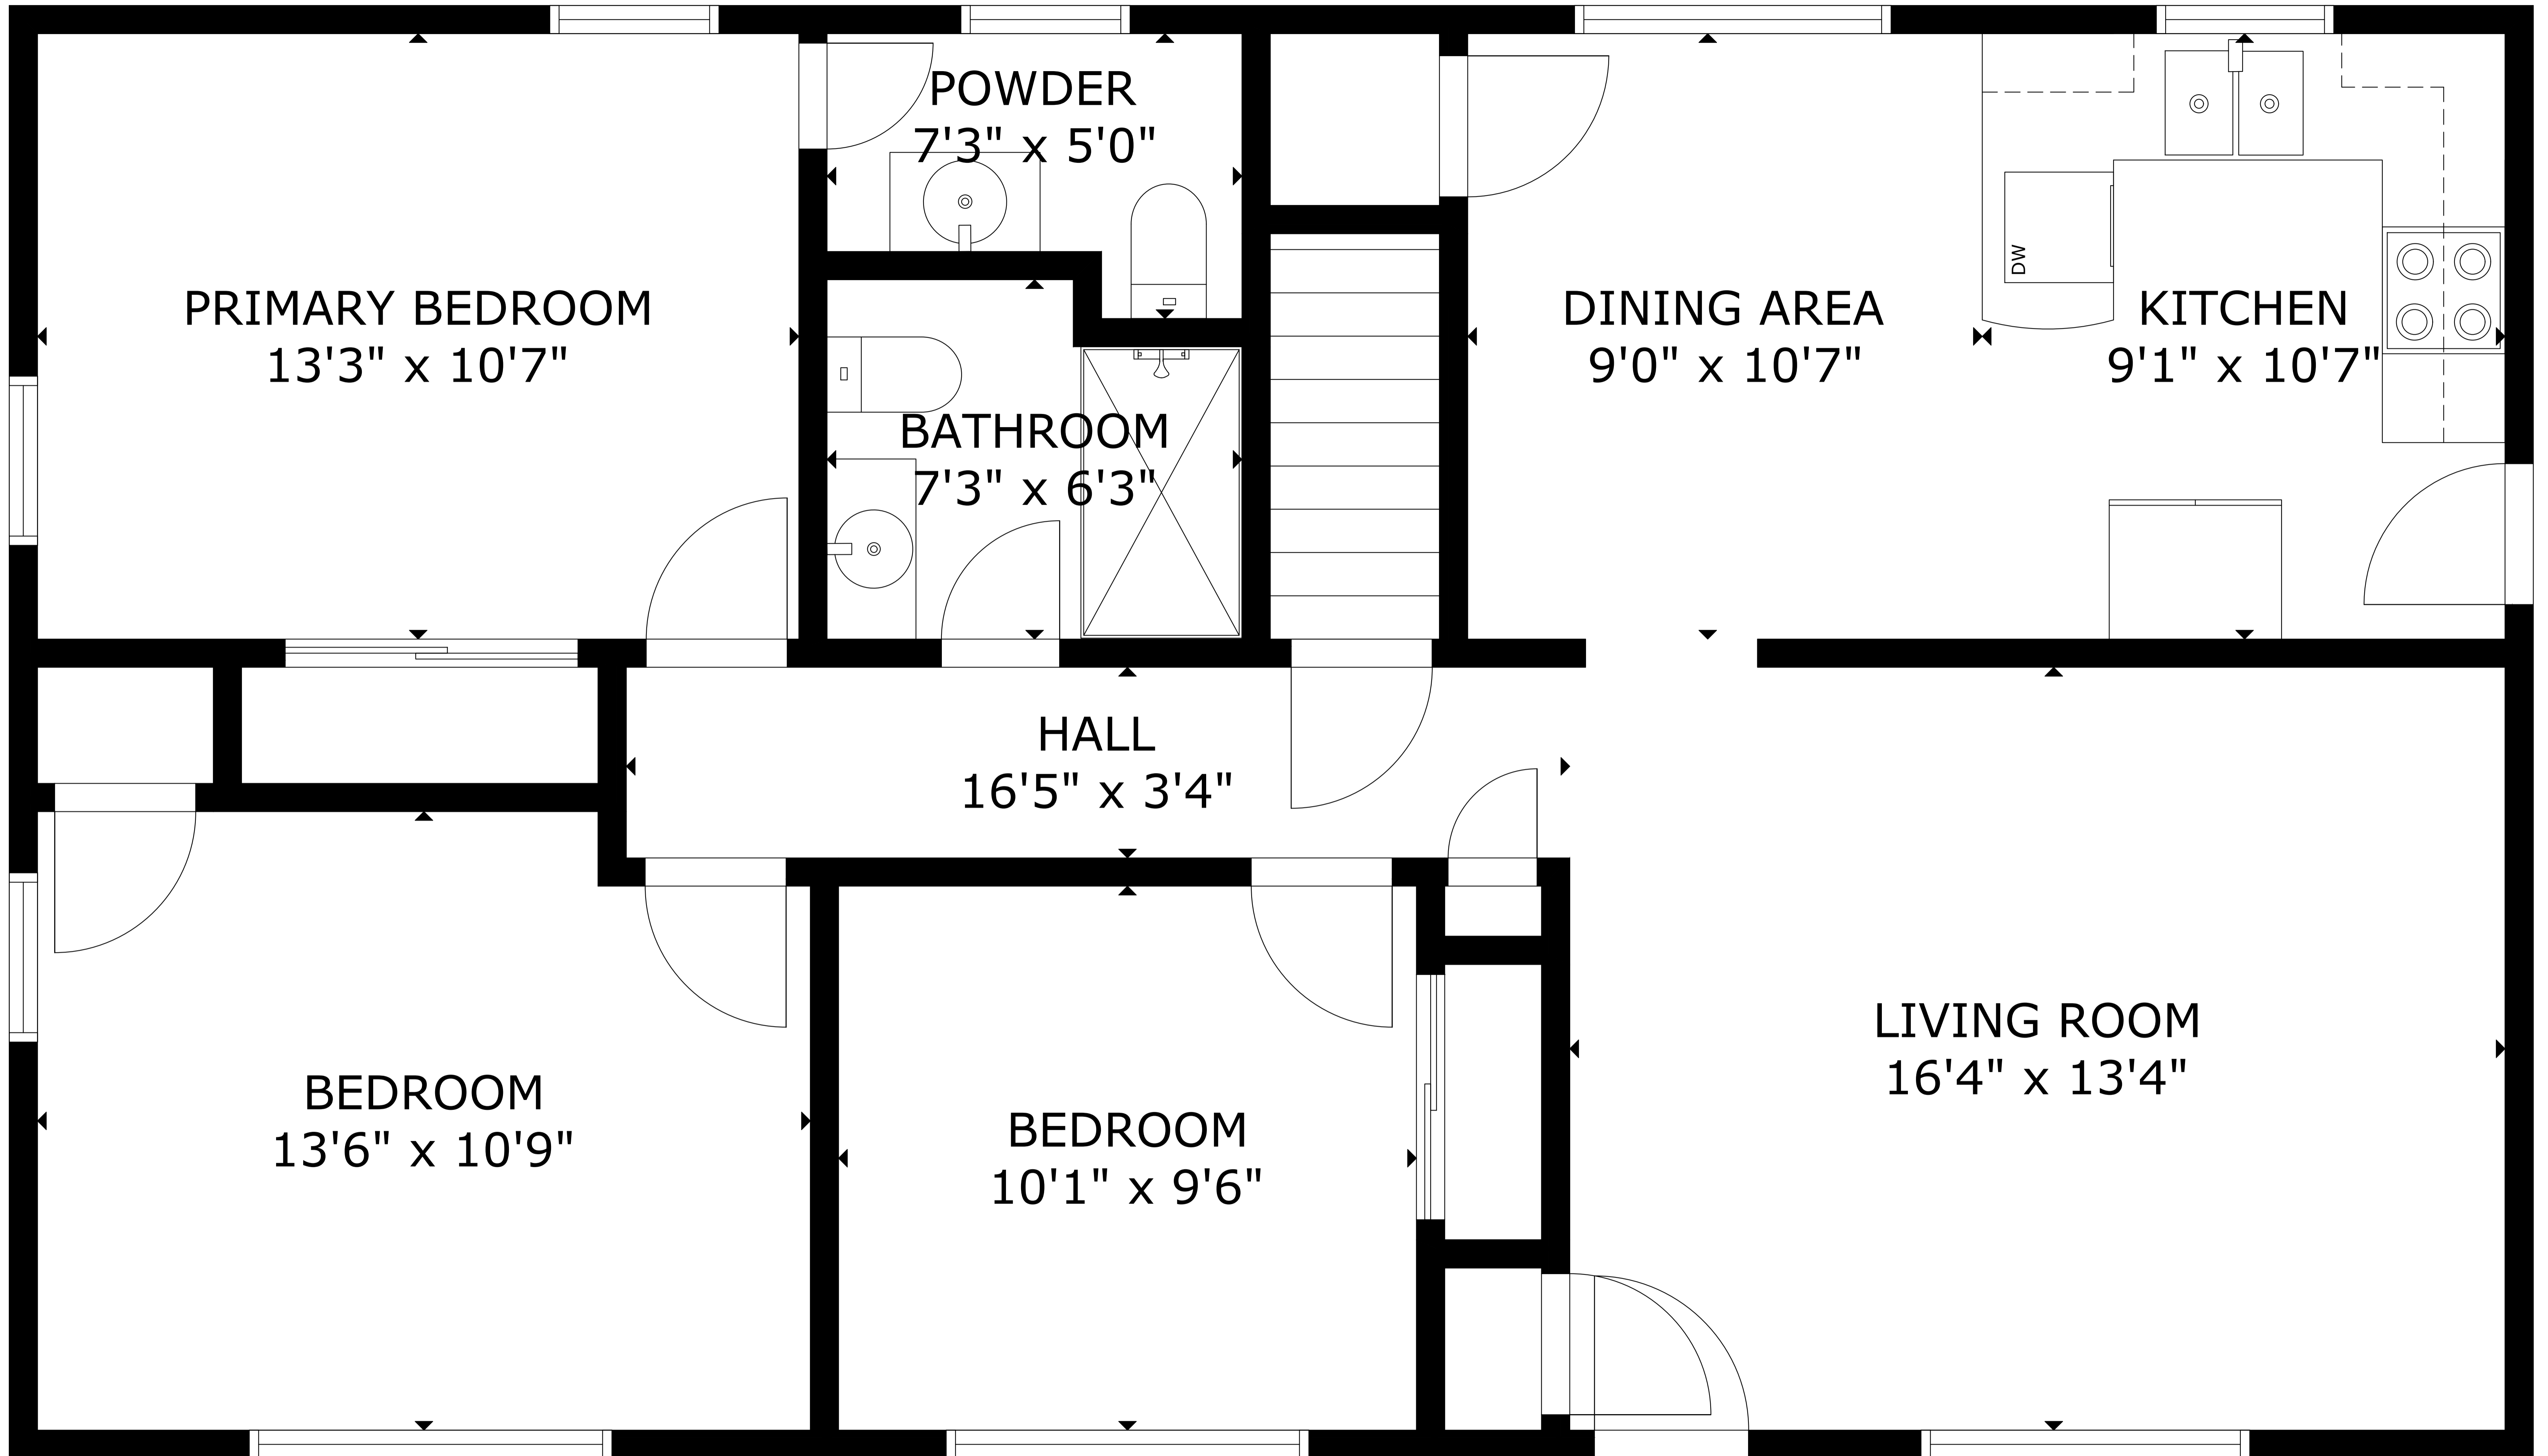 POWDER
7'3" x 5'0"
PRIMARY BEDROOM
13'3" x 10'7"
BATHROOM
7'3" x 6'3"
DINING AREA
9'0" x 10'7"
DW
KITCHEN
9'1" x 10'7"
HALL
16'5" x 3'4"
BEDROOM
13'6" x 10'9"
BEDROOM
10'1" x 9'6"
LIVING ROOM
16'4" x 13'4"